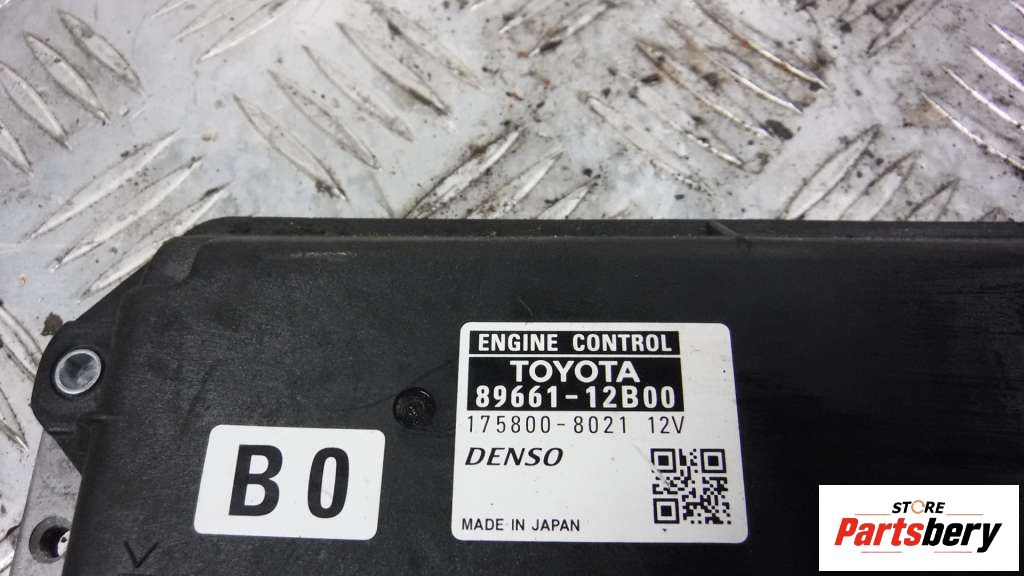 ENGINE CONTROL
TOYOTA
89661-12B00
175800-8021 12V
DENSO
MADE IN JAPAN
B0
STORE
Partsbery